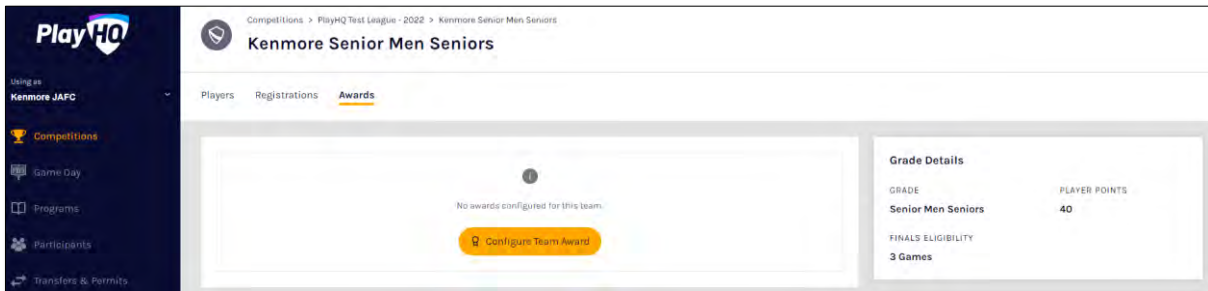 PlayHQ
Using as
Kenmore JAFC
Competitions
Game Day
Programs
Participants
Transfers & Permits
Competitions > PlayHQ Test League - 2022 > Kenmore Senior Men Seniors
Kenmore Senior Men Seniors
Players Registrations Awards
No awards configured for this team.
Configure Team Award
Grade Details
GRADE PLAYER POINTS
Senior Men Seniors 40
FINALS ELIGIBILITY
3 Games